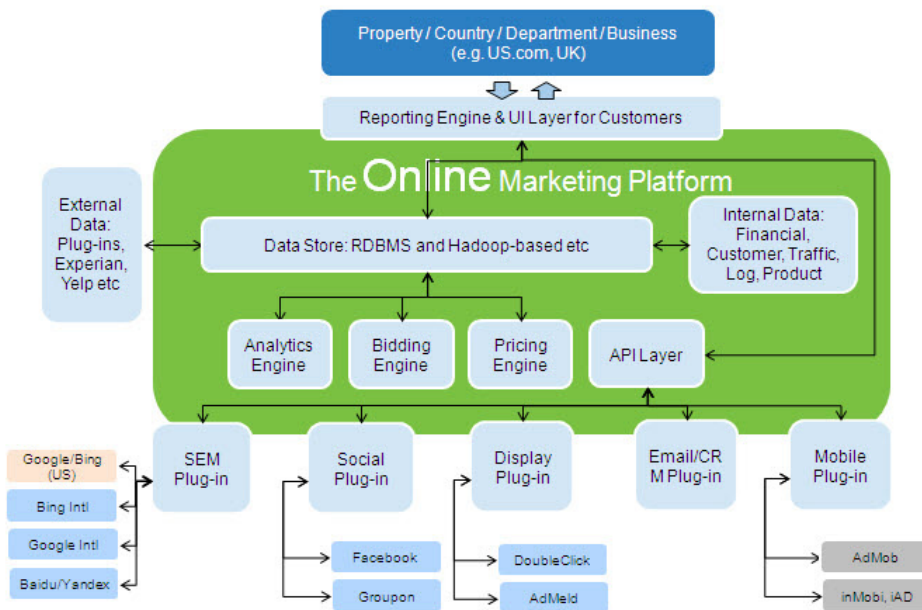 Property / Country / Department / Business
(e.g. US.com, UK)
Reporting Engine & UI Layer for Customers
The Online Marketing Platform
External
Data:
Plug-ins,
Experian,
Yelp etc
Data Store: RDBMS and Hadoop-based etc
Internal Data:
Financial,
Customer, Traffic,
Log, Product
Analytics
Engine
Bidding
Engine
Pricing
Engine
API Layer
SEM
Plug-in
Social
Plug-in
Display
Plug-in
Email/CR
M Plug-in
Mobile
Plug-in
Google/Bing
(US)
Bing Intl
Google Intl
Baidu/Yandex
Facebook
Groupon
DoubleClick
AdMeld
AdMob
inMobi, iAD